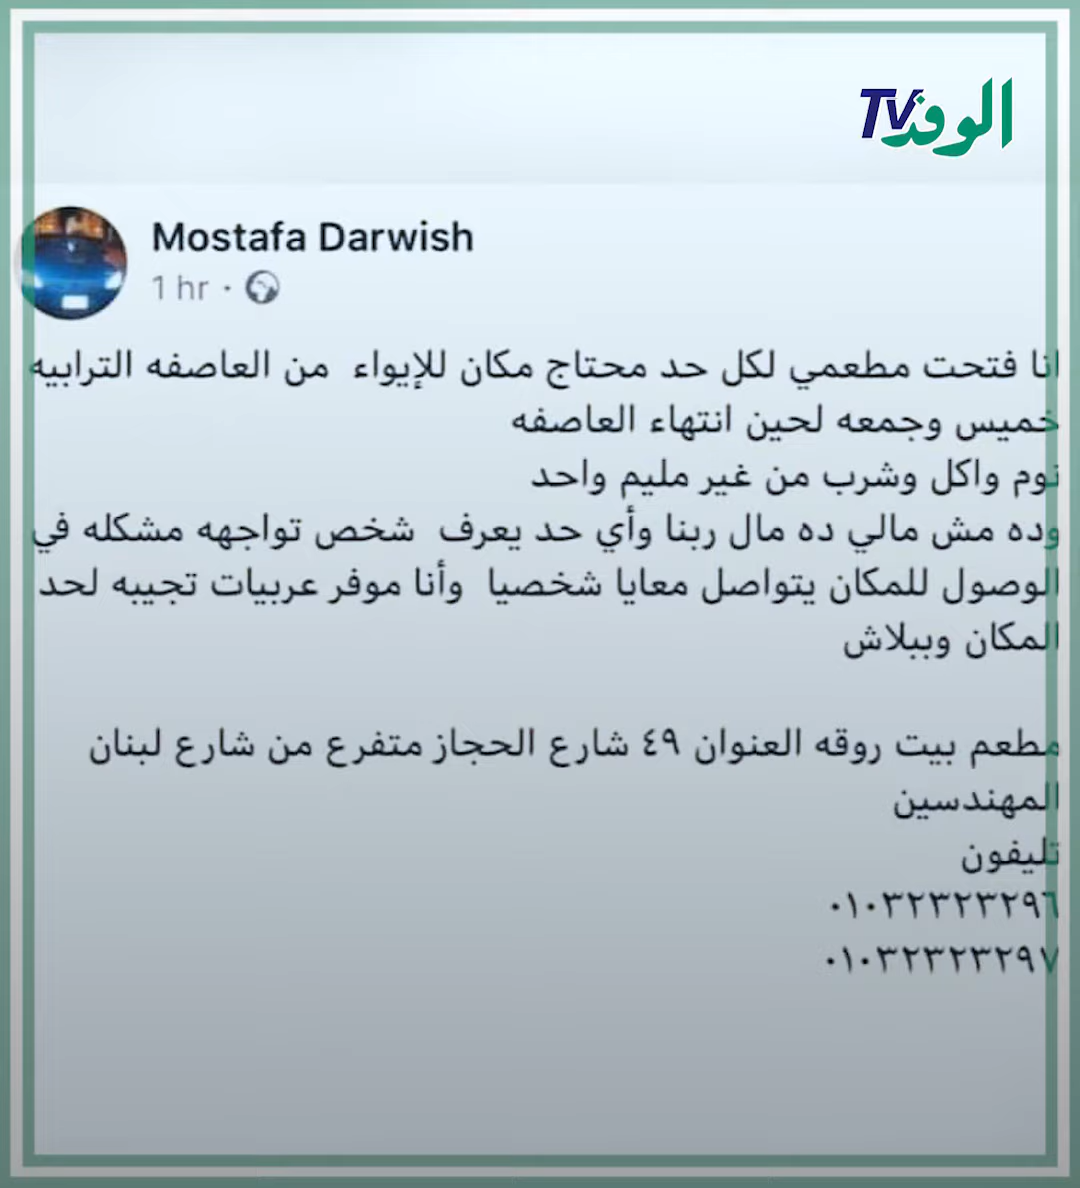 الوفد TV
Mostafa Darwish
1 hr ·
انا فتحت مطعمي لكل حد محتاج مكان للإيواء من العاصفه الترابيه
خميس وجمعه لحين انتهاء العاصفه
نوم واكل وشرب من غير مليم واحد
وده مش مالي ده مال ربنا وأي حد يعرف شخص تواجهه مشكله في
الوصول للمكان يتواصل معايا شخصيا وأنا موفر عربيات تجيبه لحد
المكان وببلاش
مطعم بيت روقه العنوان ٤٩ شارع الحجاز متفرع من شارع لبنان
المهندسين
تليفون
٠١٠٣٢٣٢٣٢٩٦
٠١٠٣٢٣٢٣٢٩٧